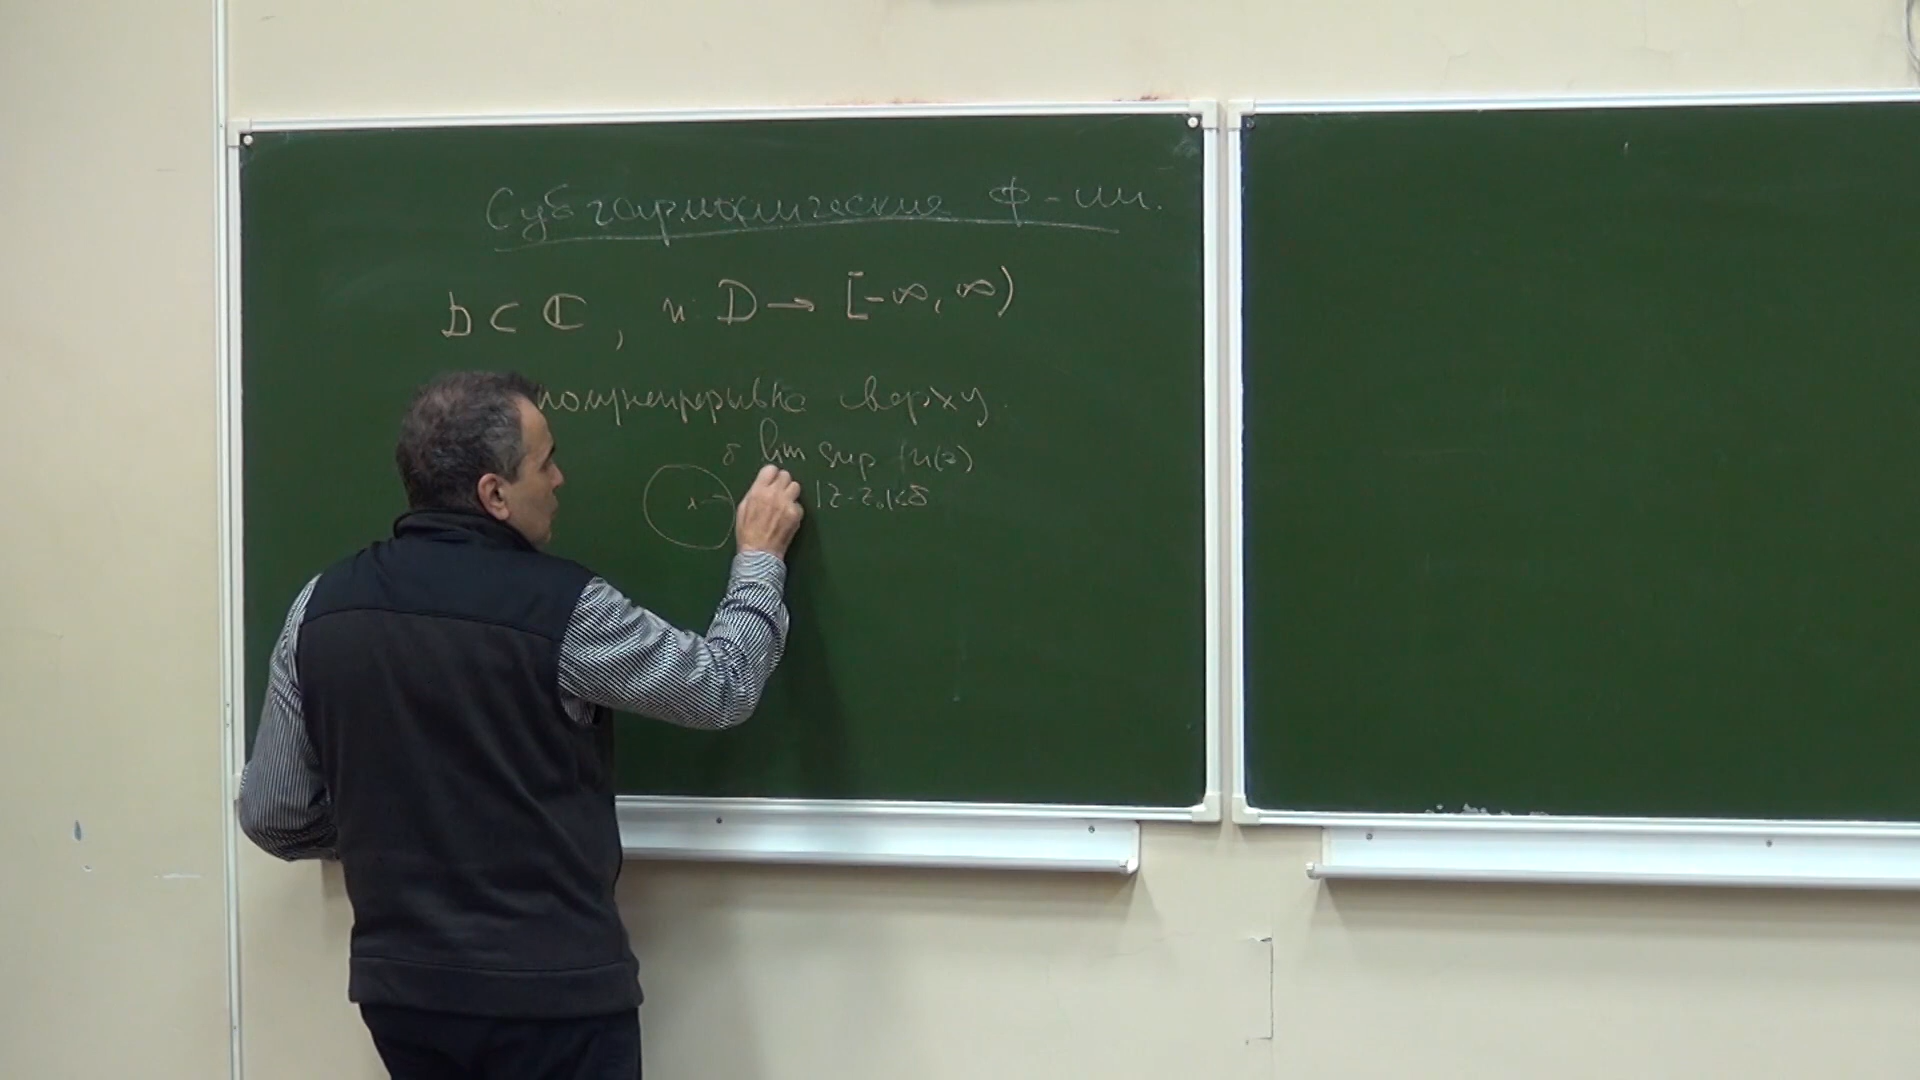 Субгармонические ф-ии.
D ⊂ ℂ, u: D → [-∞, ∞)
полунепрерывна сверху.
δ lim sup |u(z)
|z-z₀|<δ